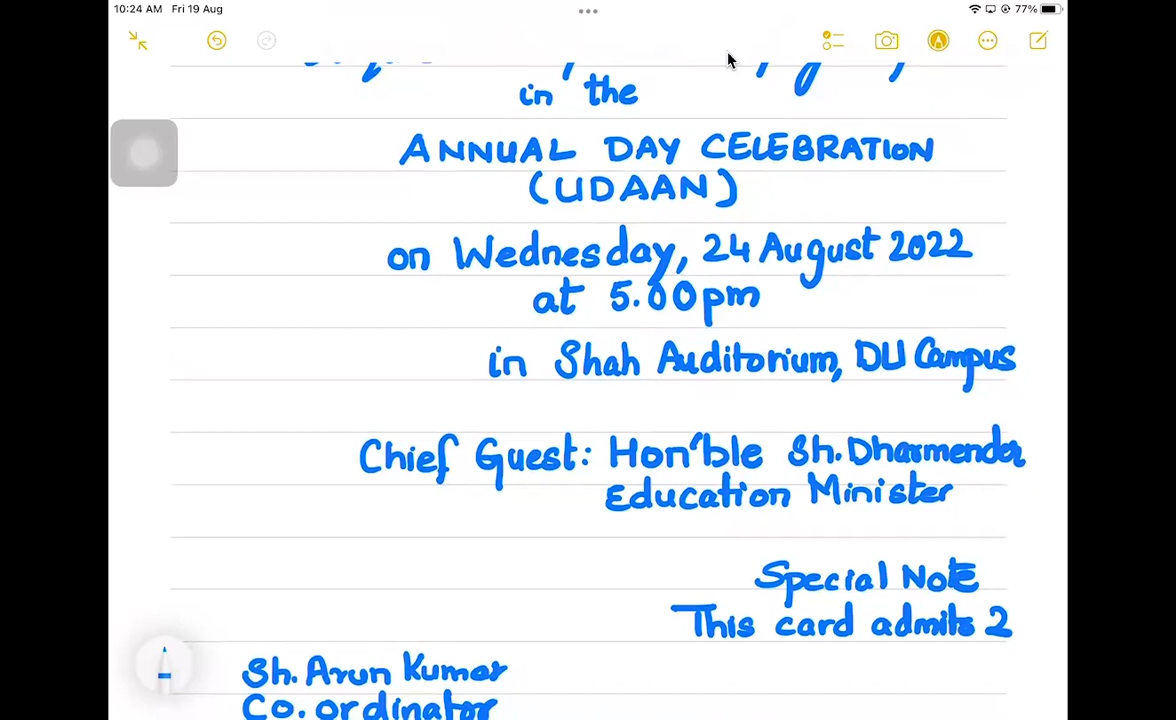 10:24 AM Fri 19 Aug
77%
in the
ANNUAL DAY CELEBRATION
(UDAAN)
on Wednesday, 24 August 2022
at 5.00pm
in Shah Auditorium, DU Campus
Chief Guest: Hon'ble Sh. Dharmender
Education Minister
Special Note
This card admits 2
Sh. Arun Kumar
Co.ordinator